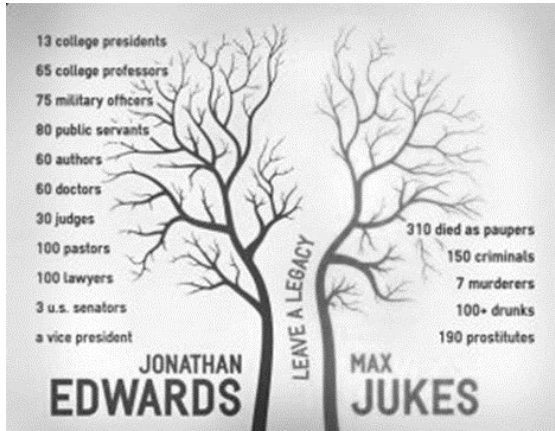 13 college presidents
65 college professors
75 military officers
80 public servants
60 authors
60 doctors
30 judges
100 pastors
100 lawyers
3 u.s. senators
a vice president
JONATHAN
EDWARDS
LEAVE A LEGACY
310 died as paupers
150 criminals
7 murderers
100+ drunks
190 prostitutes
MAX
JUKES